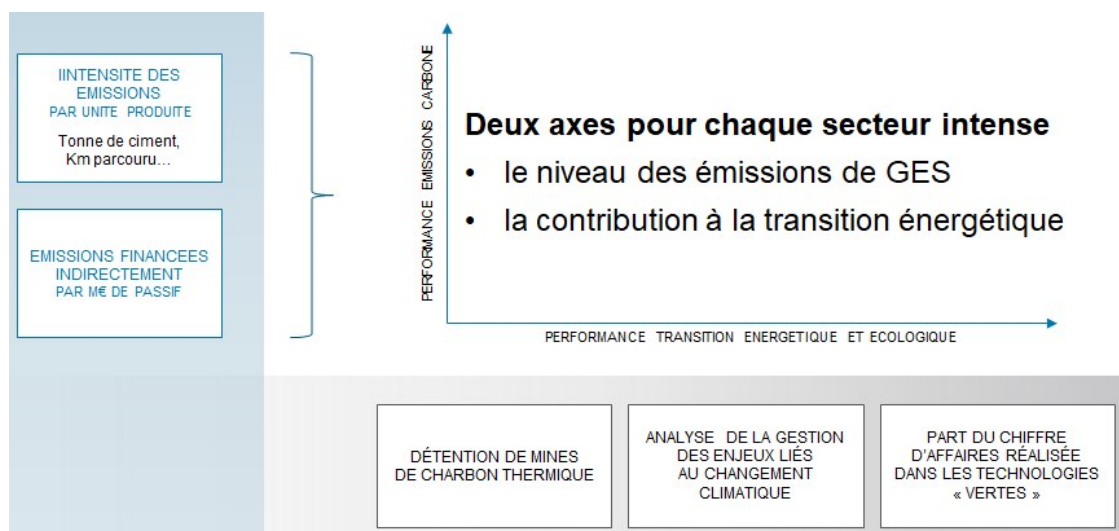 IINTENSITE DES
EMISSIONS
PAR UNITE PRODUITE
Tonne de ciment,
Km parcouru…
EMISSIONS FINANCEES
INDIRECTEMENT
PAR M€ DE PASSIF
PERFORMANCE EMISSIONS CARBONE
Deux axes pour chaque secteur intense
• le niveau des émissions de GES
• la contribution à la transition énergétique
PERFORMANCE TRANSITION ENERGETIQUE ET ECOLOGIQUE
DÉTENTION DE MINES
DE CHARBON THERMIQUE
ANALYSE DE LA GESTION
DES ENJEUX LIÉS
AU CHANGEMENT
CLIMATIQUE
PART DU CHIFFRE
D'AFFAIRES RÉALISÉE
DANS LES TECHNOLOGIES
« VERTES »